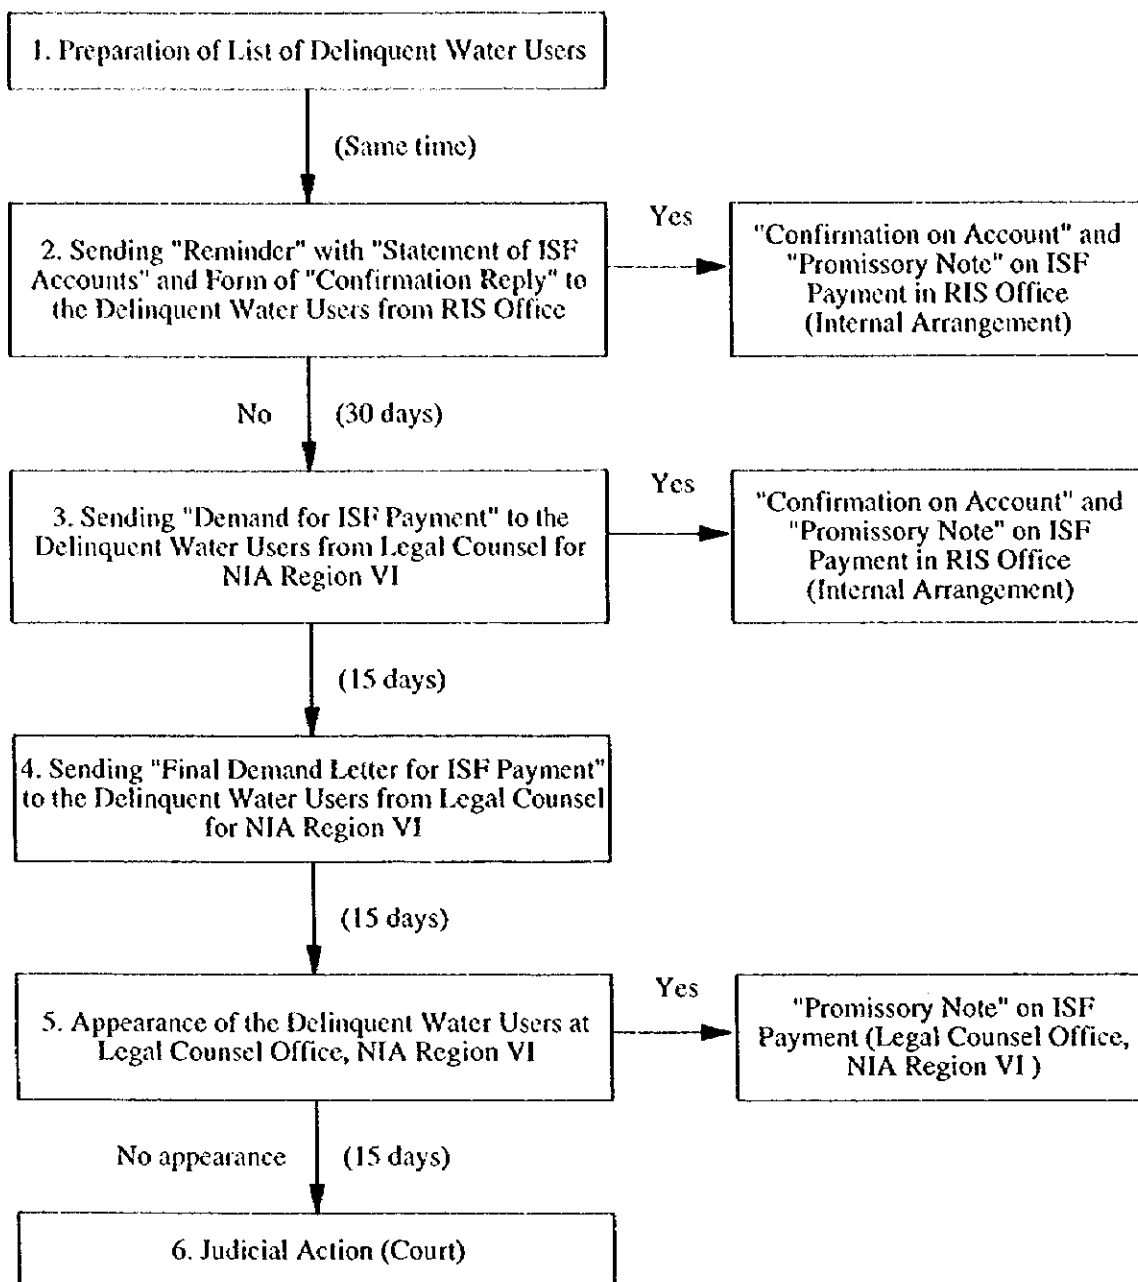 1. Preparation of List of Delinquent Water Users
(Same time)
2. Sending "Reminder" with "Statement of ISF
Accounts" and Form of "Confirmation Reply" to
the Delinquent Water Users from RIS Office
Yes
"Confirmation on Account" and
"Promissory Note" on ISF
Payment in RIS Office
(Internal Arrangement)
No
(30 days)
3. Sending "Demand for ISF Payment" to the
Delinquent Water Users from Legal Counsel for
NIA Region VI
Yes
"Confirmation on Account" and
"Promissory Note" on ISF
Payment in RIS Office
(Internal Arrangement)
(15 days)
4. Sending "Final Demand Letter for ISF Payment"
to the Delinquent Water Users from Legal Counsel
for NIA Region VI
(15 days)
5. Appearance of the Delinquent Water Users at
Legal Counsel Office, NIA Region VI
Yes
"Promissory Note" on ISF
Payment (Legal Counsel Office,
NIA Region VI )
No appearance
(15 days)
6. Judicial Action (Court)